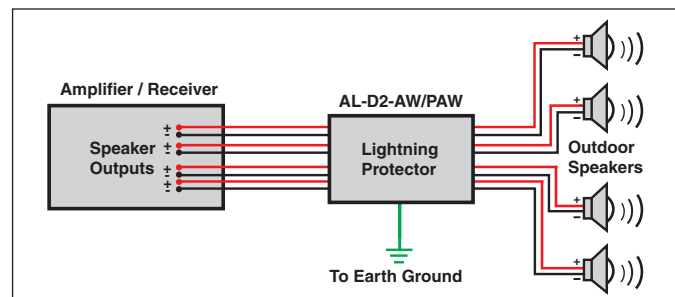 Amplifier / Receiver
Speaker
Outputs
+
-
+
-
+
-
+
-
AL-D2-AW/PAW
Lightning
Protector
To Earth Ground
+
−
+
−
Outdoor
Speakers
+
−
+
−